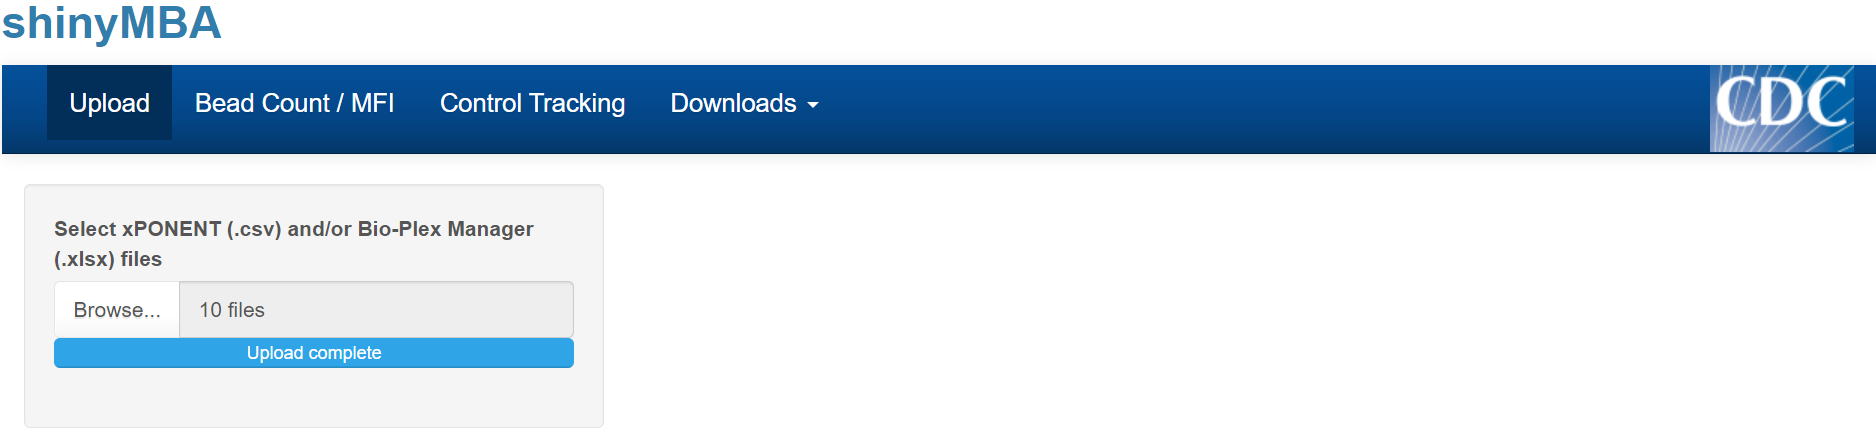 shinyMBA
Upload Bead Count / MFI Control Tracking Downloads
CDC
Select xPONENT (.csv) and/or Bio-Plex Manager
(.xlsx) files
Browse... 10 files
Upload complete